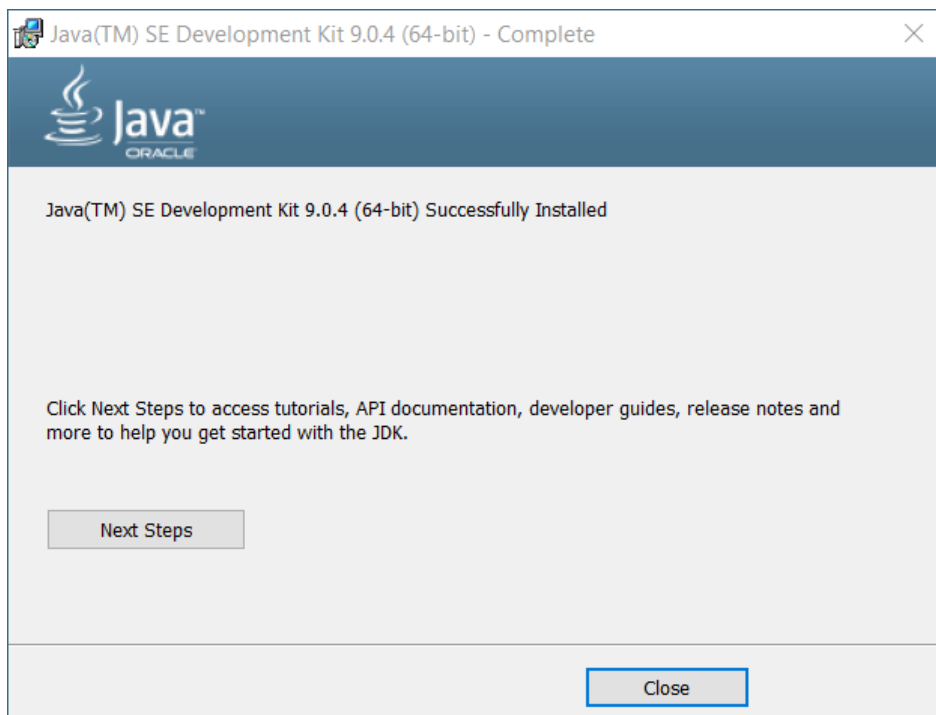 Java(TM) SE Development Kit 9.0.4 (64-bit) - Complete
Java™
ORACLE
Java(TM) SE Development Kit 9.0.4 (64-bit) Successfully Installed
Click Next Steps to access tutorials, API documentation, developer guides, release notes and
more to help you get started with the JDK.
Next Steps
Close